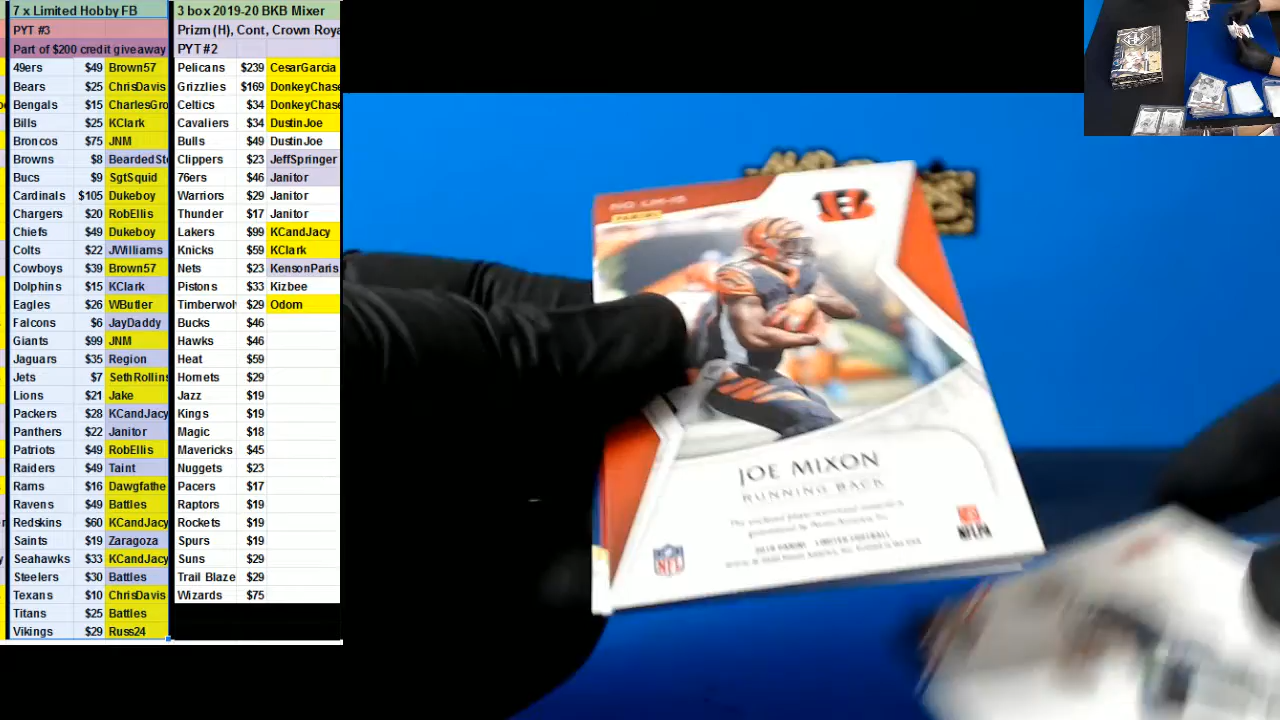 7 x Limited Hobby FB
PYT #3
Part of $200 credit giveaway
49ers $49 Brown57
Bears $25 ChrisDavis
Bengals $15 CharlesGro
Bills $25 KClark
Broncos $75 JNM
Browns $8 BeardedSt
Bucs $9 SgtSquid
Cardinals $105 Dukeboy
Chargers $20 RobEllis
Chiefs $49 Dukeboy
Colts $22 JWilliams
Cowboys $39 Brown57
Dolphins $15 KClark
Eagles $26 WButler
Falcons $6 JayDaddy
Giants $99 JNM
Jaguars $35 Region
Jets $7 SethRollins
Lions $21 Jake
Packers $28 KCandJacy
Panthers $22 Janitor
Patriots $49 RobEllis
Raiders $49 Taint
Rams $16 Dawgfathe
Ravens $49 Battles
Redskins $60 KCandJacy
Saints $19 Zaragoza
Seahawks $33 KCandJacy
Steelers $30 Battles
Texans $10 ChrisDavis
Titans $25 Battles
Vikings $29 Russ24
3 box 2019-20 BKB Mixer
Prizm (H), Cont, Crown Roya
PYT #2
Pelicans $239 CesarGarcia
Grizzlies $169 DonkeyChase
Celtics $34 DonkeyChase
Cavaliers $34 DustinJoe
Bulls $49 DustinJoe
Clippers $23 JeffSpringer
76ers $46 Janitor
Warriors $29 Janitor
Thunder $17 Janitor
Lakers $99 KCandJacy
Knicks $59 KClark
Nets $23 KensonParis
Pistons $33 Kizbee
Timberwol $29 Odom
Bucks $46
Hawks $46
Heat $59
Hornets $29
Jazz $19
Kings $19
Magic $18
Mavericks $45
Nuggets $23
Pacers $17
Raptors $19
Rockets $19
Spurs $19
Suns $29
Trail Blaze $29
Wizards $75
PANINI
JOE MIXON
RUNNING BACK
NFL
NFLPA